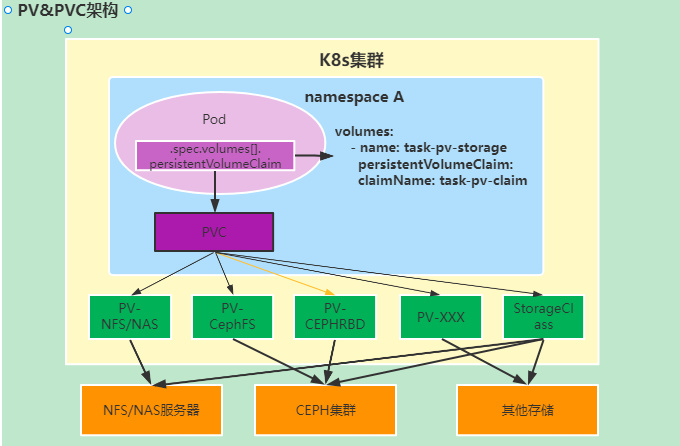 PV&PVC架构
K8s集群
namespace A
Pod
.spec.volumes[].
persistentVolumeClaim
volumes:
- name: task-pv-storage
persistentVolumeClaim:
claimName: task-pv-claim
PVC
PV-
NFS/NAS
PV-
CephFS
PV-
CEPHRBD
PV-XXX
StorageCl
ass
NFS/NAS服务器
CEPH集群
其他存储